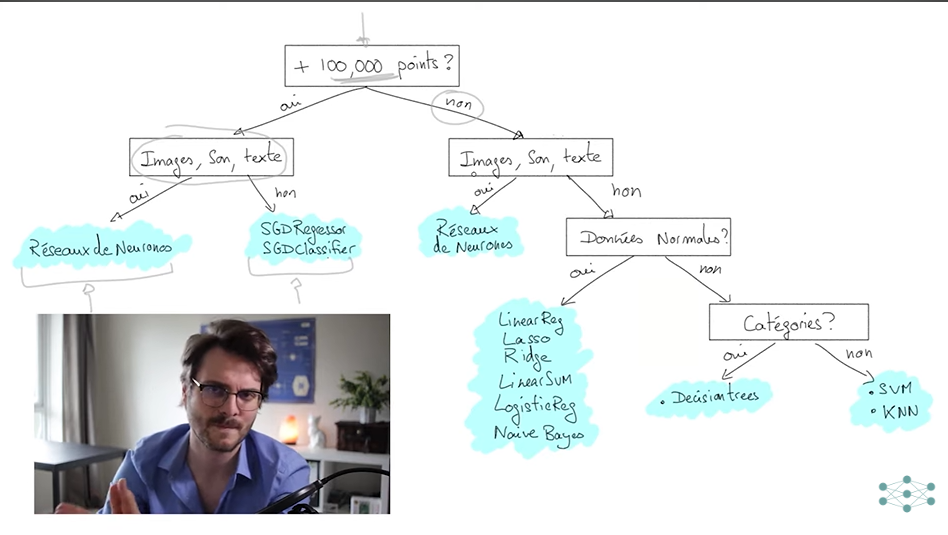 + 100,000 points?
oui
non
Images, Son, texte
Images, Son, texte
oui
non
oui
non
Réseaux de Neurones
SGDRegressor
SGDClassifier
Réseaux
de Neurones
Données Normales?
oui
non
LinearReg
Lasso
Ridge
LinearSVM
LogisticReg
Naive Bayes
Catégories?
oui
non
• Decision trees
• SVM
• KNN